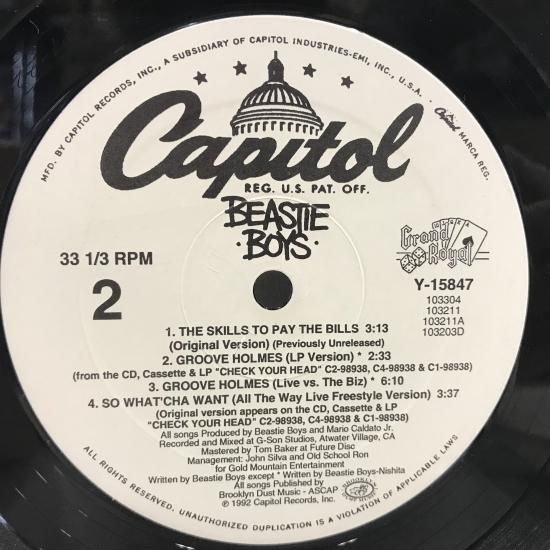 MFD. BY CAPITOL RECORDS, INC., A SUBSIDIARY OF CAPITOL INDUSTRIES-EMI, INC., U.S.A. · Capitol MARCA REG.
Capitol
REG. U.S. PAT. OFF.
BEASTIE
·BOYS·
33 1/3 RPM
2
Grand Royal
Y-15847
103304
103211
103211A
103203D
1. THE SKILLS TO PAY THE BILLS 3:13
(Original Version) (Previously Unreleased)
2. GROOVE HOLMES (LP Version) * 2:33
(from the CD, Cassette & LP "CHECK YOUR HEAD" C2-98938, C4-98938 & C1-98938)
3. GROOVE HOLMES (Live vs. The Biz) * 6:10
4. SO WHAT'CHA WANT (All The Way Live Freestyle Version) 3:37
(Original version appears on the CD, Cassette & LP
"CHECK YOUR HEAD" C2-98938, C4-98938 & C1-98938)
All songs Produced by Beastie Boys and Mario Caldato Jr.
Recorded and Mixed at G-Son Studios, Atwater Village, CA
Mastered by Tom Baker at Future Disc
Management: John Silva and Old School Ron
for Gold Mountain Entertainment
Written by Beastie Boys except * Written by Beastie Boys-Nishita
All songs Published by
Brooklyn Dust Music - ASCAP
℗ 1992 Capitol Records, Inc.
ALL RIGHTS RESERVED. UNAUTHORIZED DUPLICATION IS A VIOLATION OF APPLICABLE LAWS